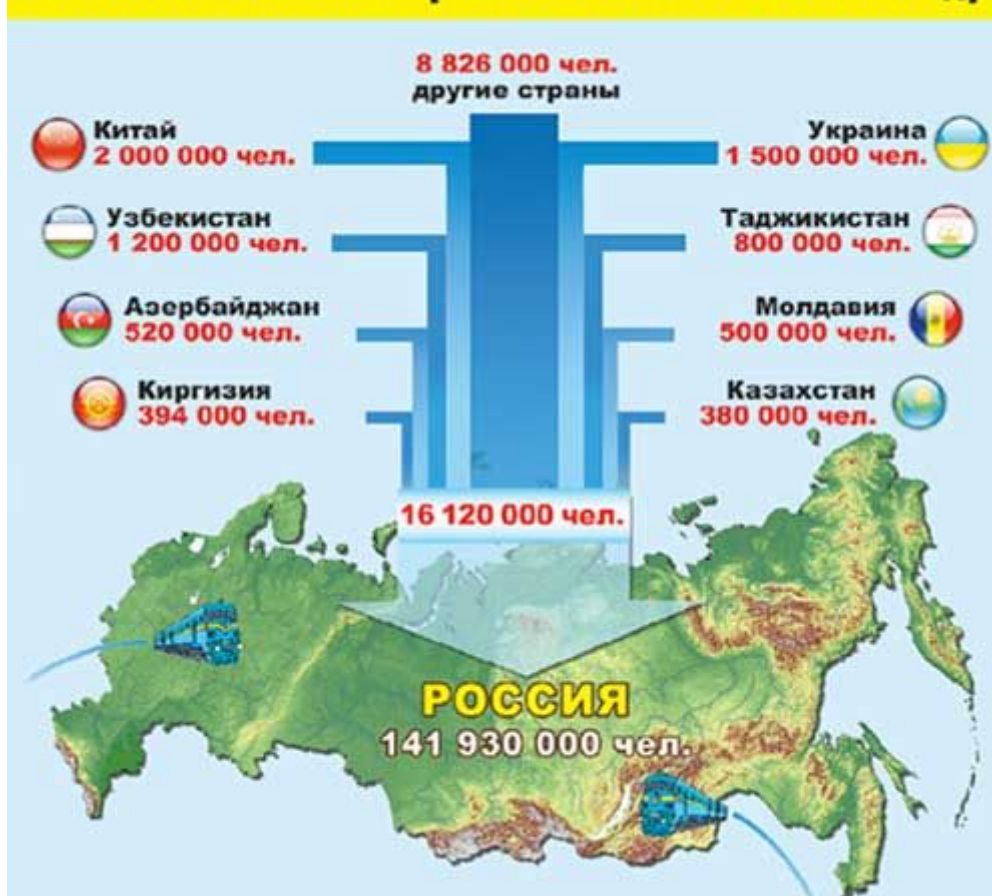 8 826 000 чел.
другие страны
Китай
2 000 000 чел.
Украина
1 500 000 чел.
Узбекистан
1 200 000 чел.
Таджикистан
800 000 чел.
Азербайджан
520 000 чел.
Молдавия
500 000 чел.
Киргизия
394 000 чел.
Казахстан
380 000 чел.
16 120 000 чел.
РОССИЯ
141 930 000 чел.